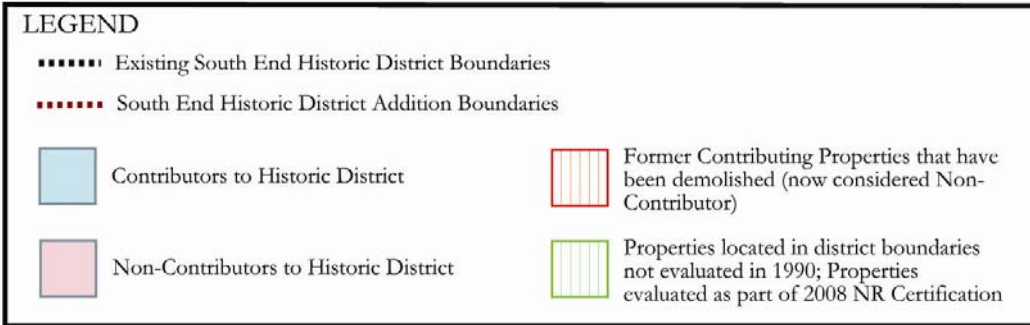 LEGEND
Existing South End Historic District Boundaries
South End Historic District Addition Boundaries
Contributors to Historic District
Non-Contributors to Historic District
Former Contributing Properties that have
been demolished (now considered Non-
Contributor)
Properties located in district boundaries
not evaluated in 1990; Properties
evaluated as part of 2008 NR Certification